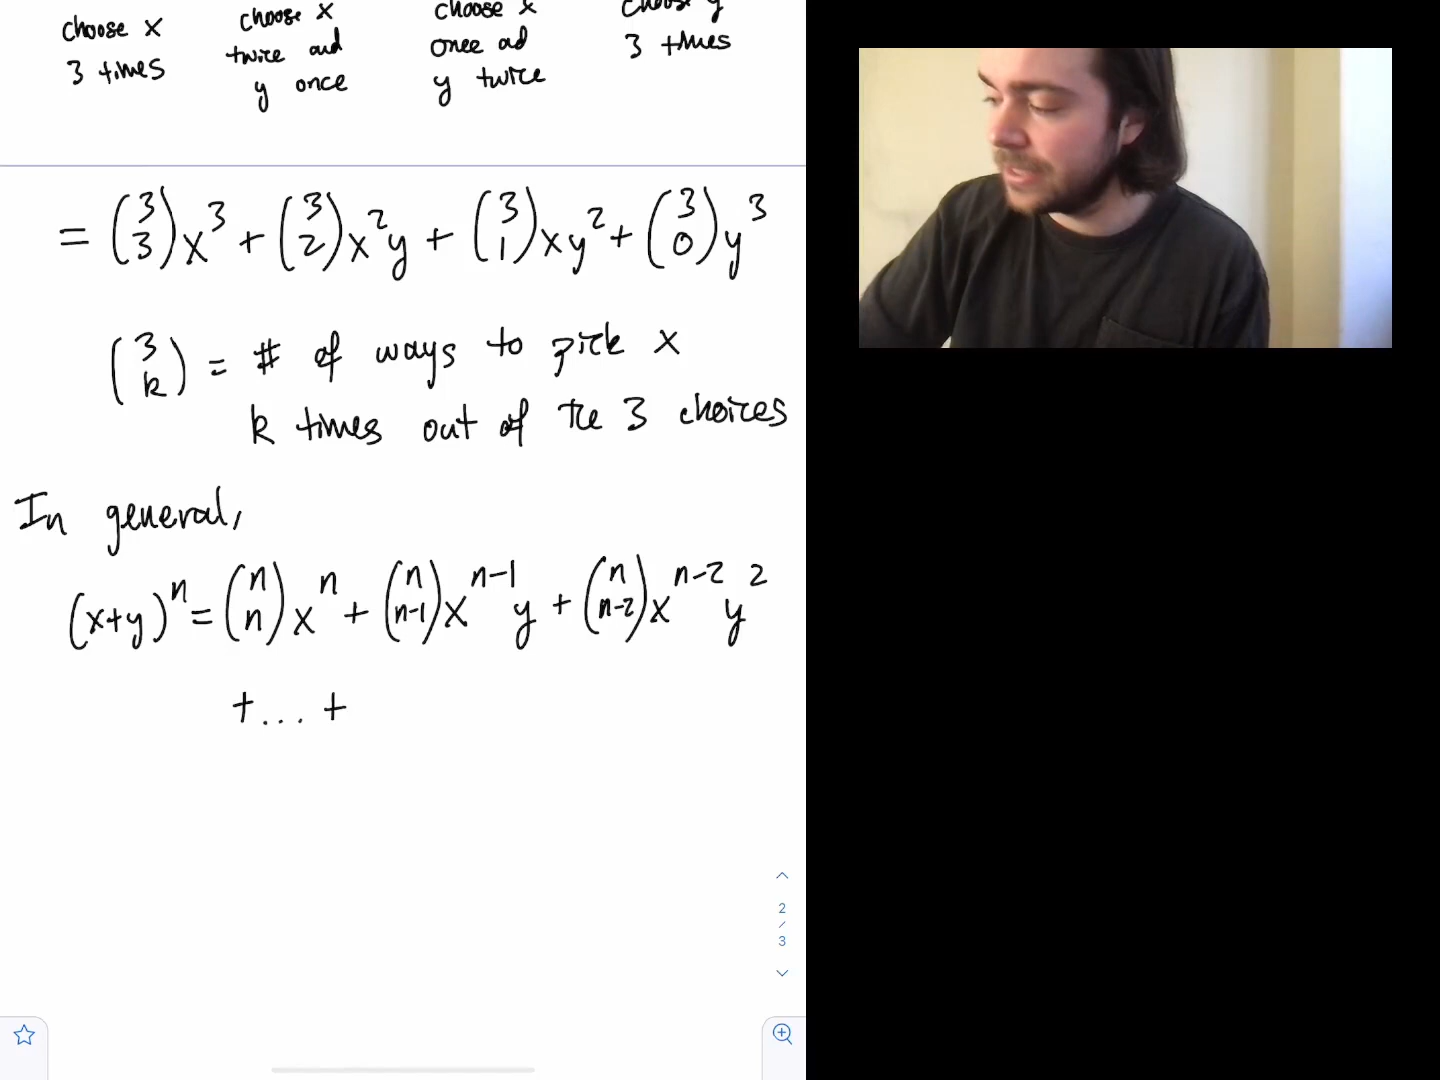 choose x
3 times
choose x
twice and
y once
choose x
once ad
y twice
choose y
3 times
= (3 3)x^3 + (3 2)x^2y + (3 1)xy^2 + (3 0)y^3
(3 k) = # of ways to pick x
k times out of the 3 choices
In general,
(x+y)^n = (n n)x^n + (n n-1)x^{n-1}y + (n n-2)x^{n-2}y^2
+ ... +
2
/
3